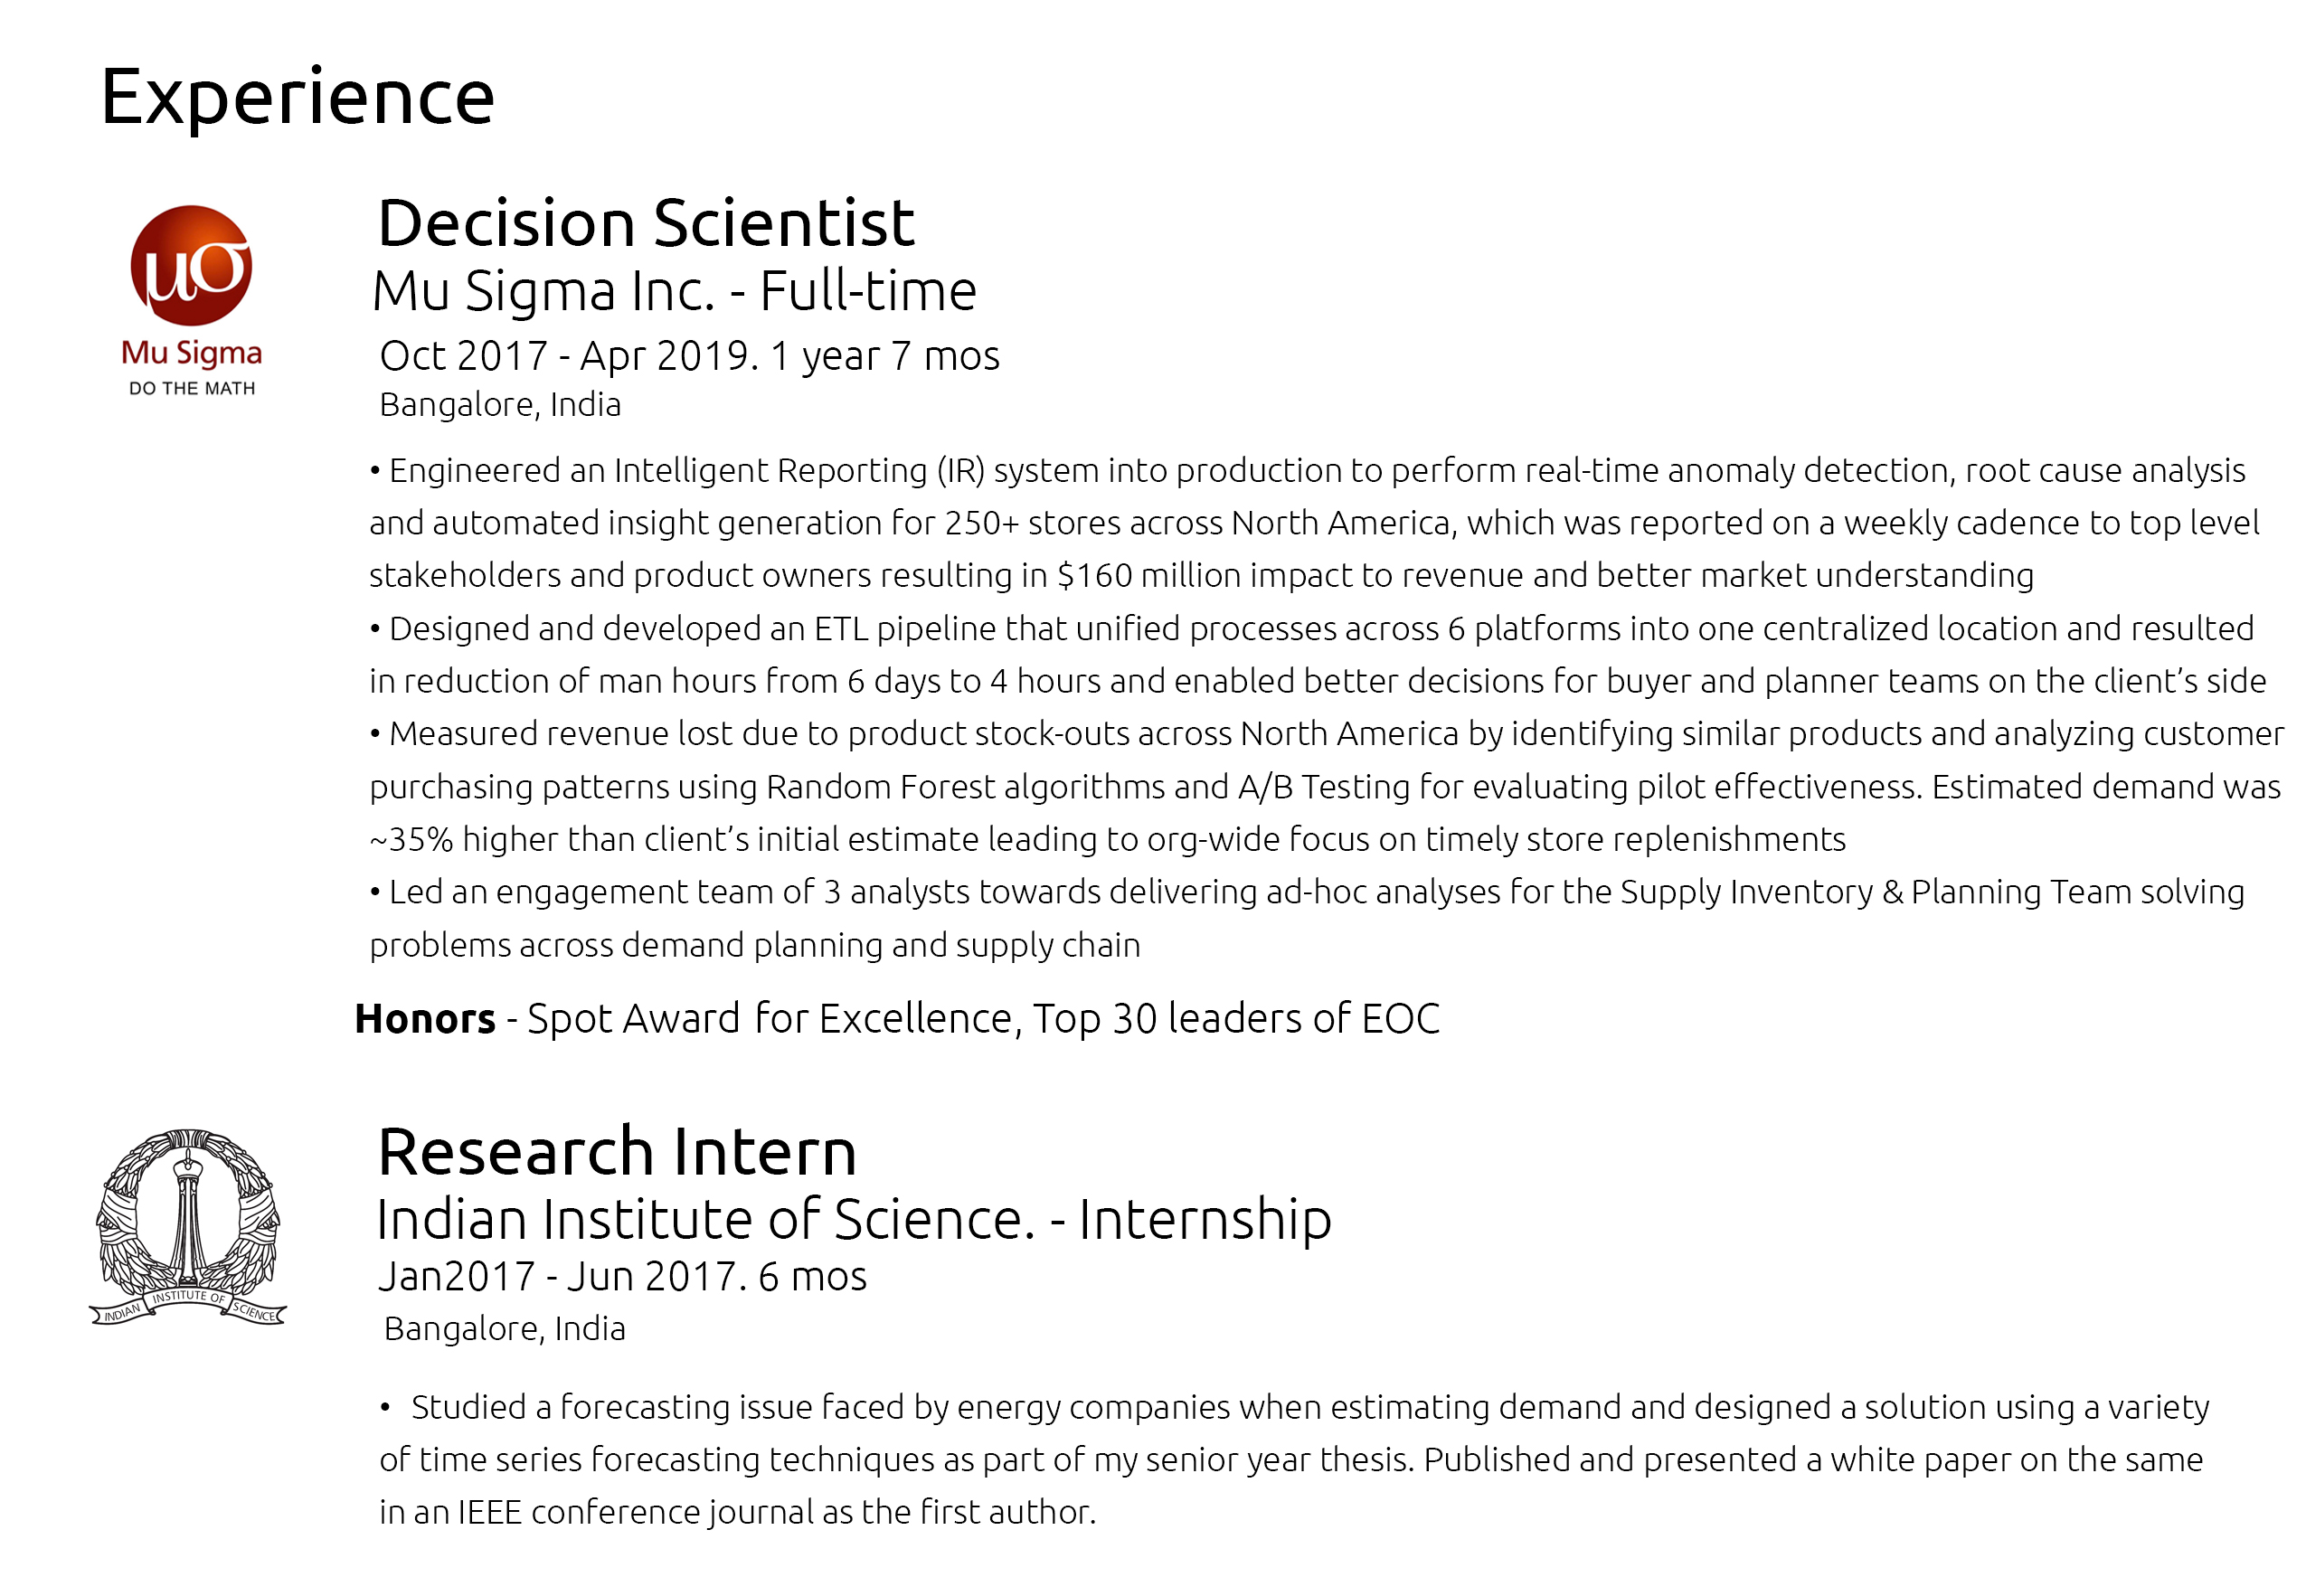 Experience
μσ
Mu Sigma
DO THE MATH
Decision Scientist
Mu Sigma Inc. - Full-time
Oct 2017 - Apr 2019. 1 year 7 mos
Bangalore, India
• Engineered an Intelligent Reporting (IR) system into production to perform real-time anomaly detection, root cause analysis
and automated insight generation for 250+ stores across North America, which was reported on a weekly cadence to top level
stakeholders and product owners resulting in $160 million impact to revenue and better market understanding
• Designed and developed an ETL pipeline that unified processes across 6 platforms into one centralized location and resulted
in reduction of man hours from 6 days to 4 hours and enabled better decisions for buyer and planner teams on the client’s side
• Measured revenue lost due to product stock-outs across North America by identifying similar products and analyzing customer
purchasing patterns using Random Forest algorithms and A/B Testing for evaluating pilot effectiveness. Estimated demand was
~35% higher than client’s initial estimate leading to org-wide focus on timely store replenishments
• Led an engagement team of 3 analysts towards delivering ad-hoc analyses for the Supply Inventory & Planning Team solving
problems across demand planning and supply chain
Honors - Spot Award for Excellence, Top 30 leaders of EOC
INDIAN INSTITUTE OF SCIENCE
Research Intern
Indian Institute of Science. - Internship
Jan2017 - Jun 2017. 6 mos
Bangalore, India
• Studied a forecasting issue faced by energy companies when estimating demand and designed a solution using a variety
of time series forecasting techniques as part of my senior year thesis. Published and presented a white paper on the same
in an IEEE conference journal as the first author.